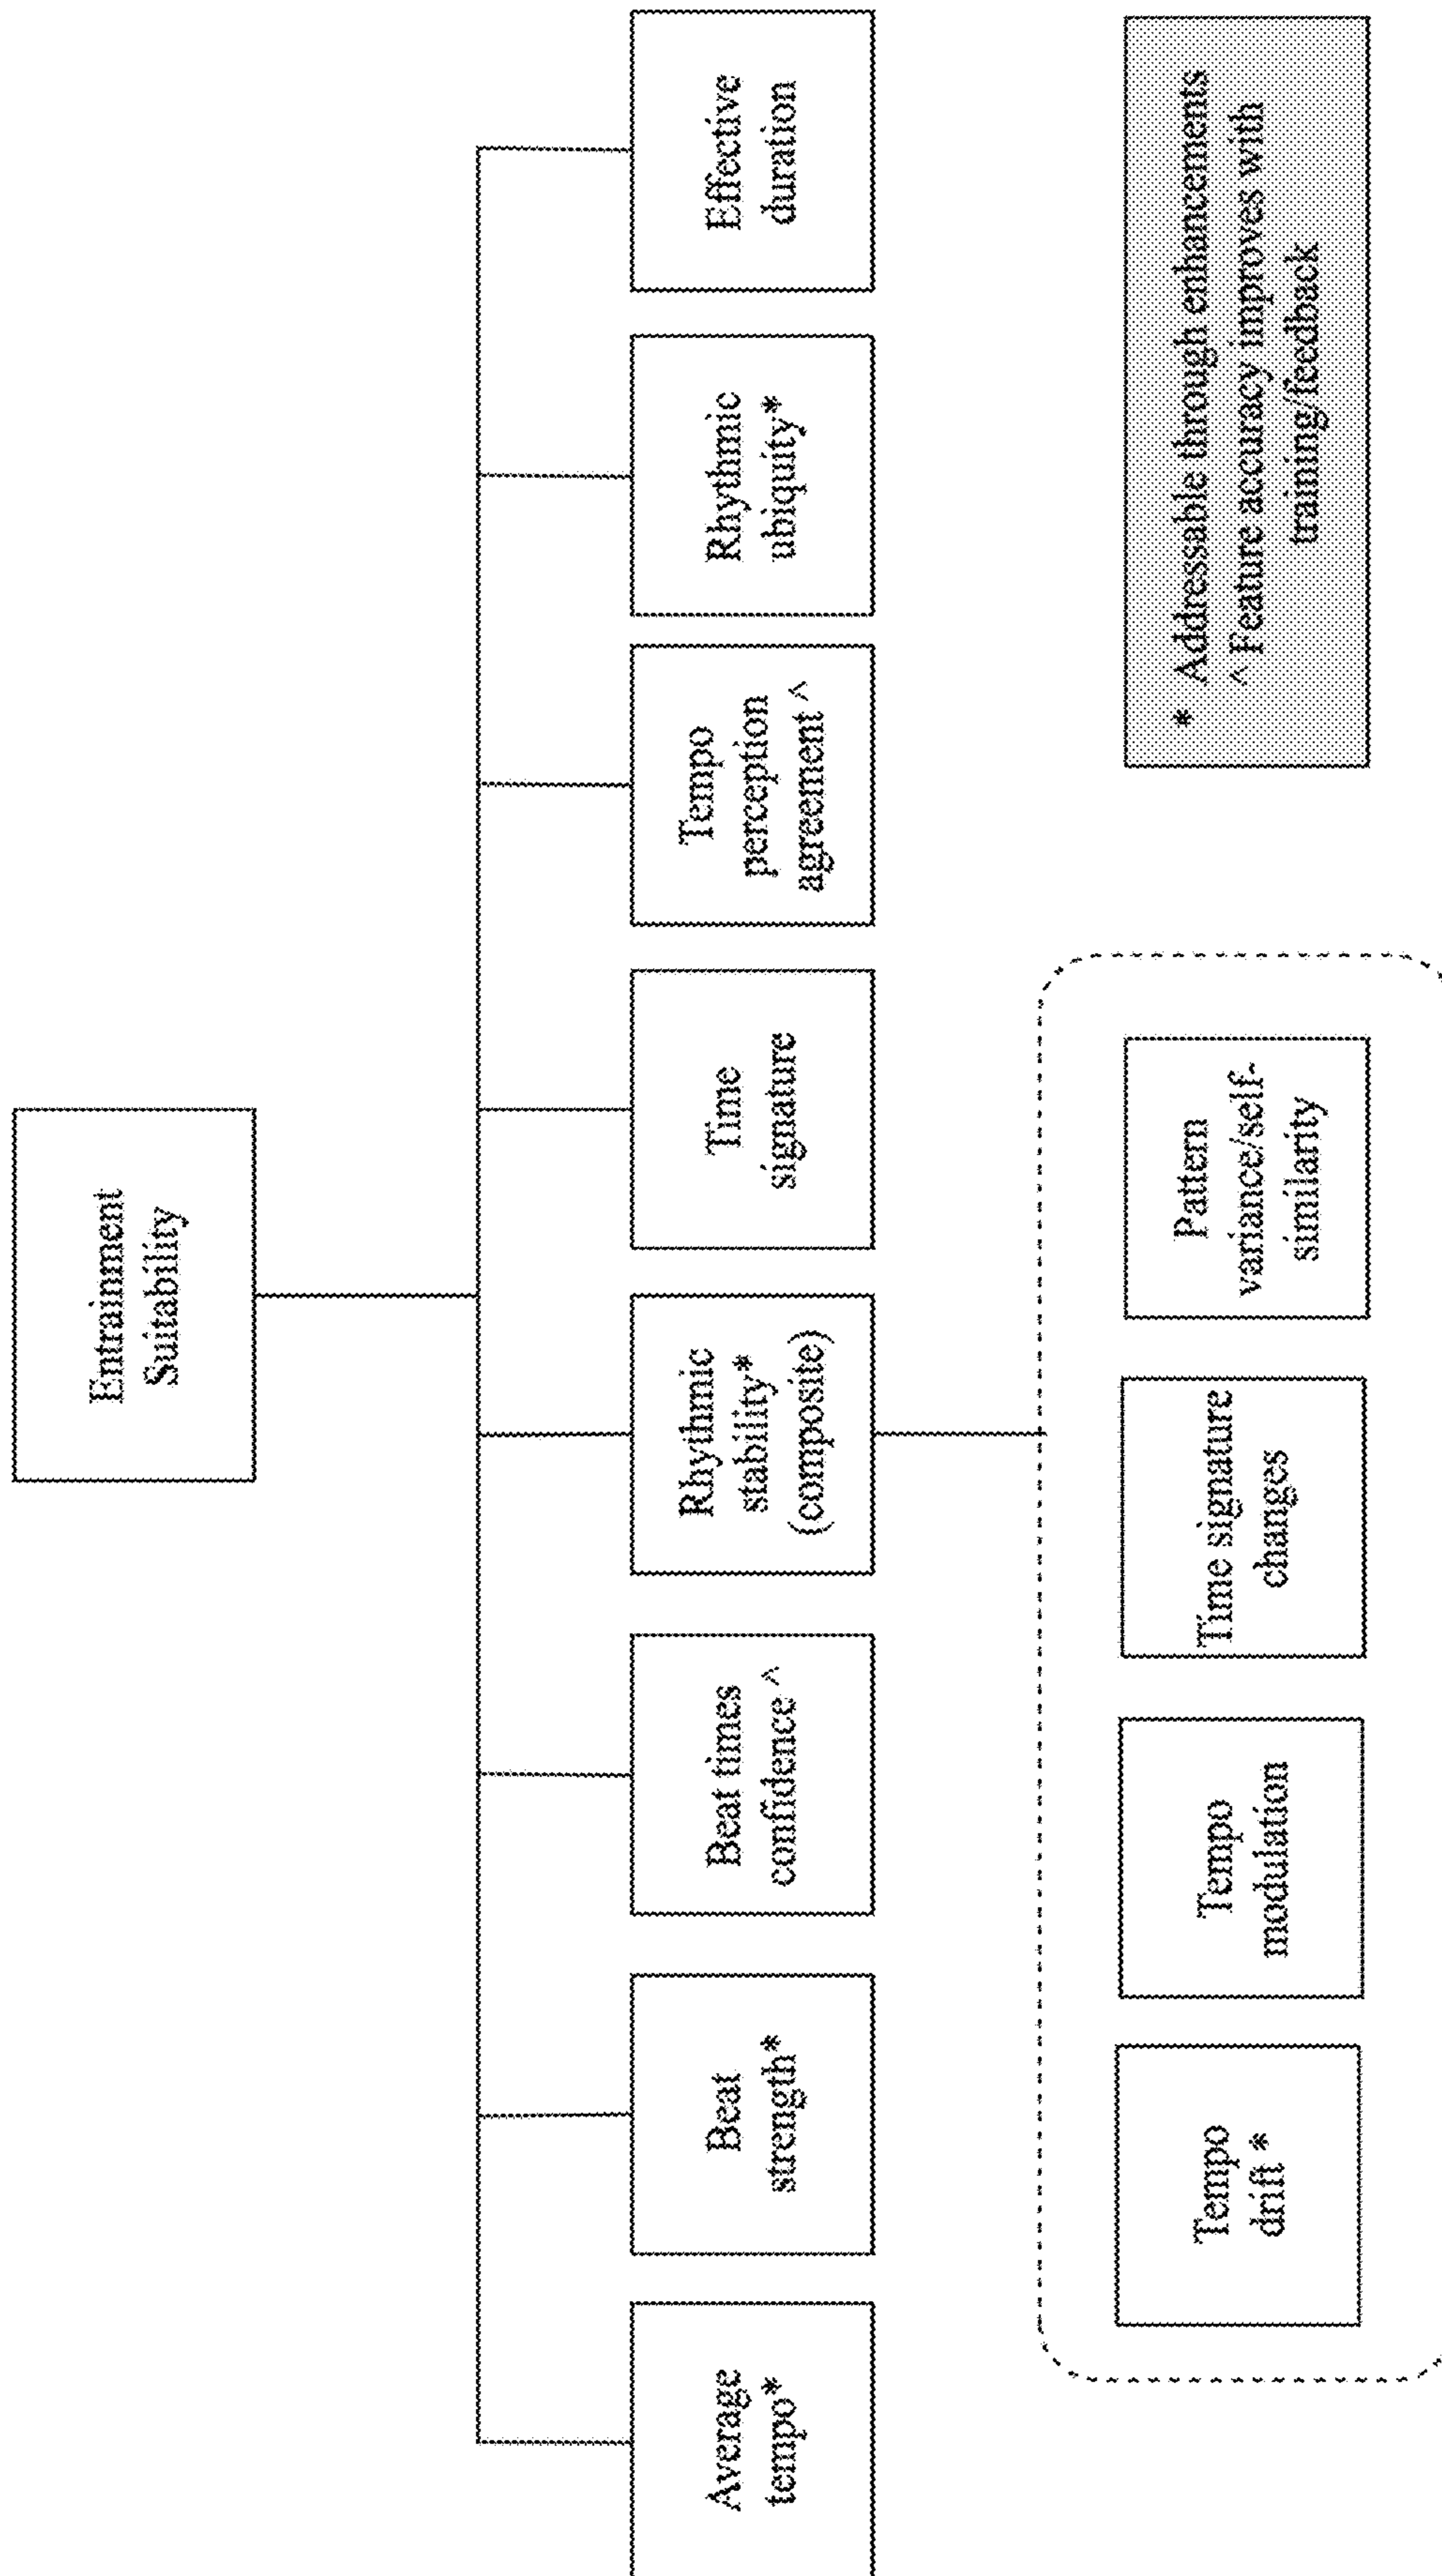 Entrainment
Suitability
Average
tempo*
Beat
strength*
Beat times
confidence ^
Rhythmic
stability*
(composite)
Time
signature
Tempo
perception
agreement ^
Rhythmic
ubiquity*
Effective
duration
Tempo
drift *
Tempo
modulation
Time signature
changes
Pattern
variance/self-
similarity
* Addressable through enhancements
^ Feature accuracy improves with
training/feedback